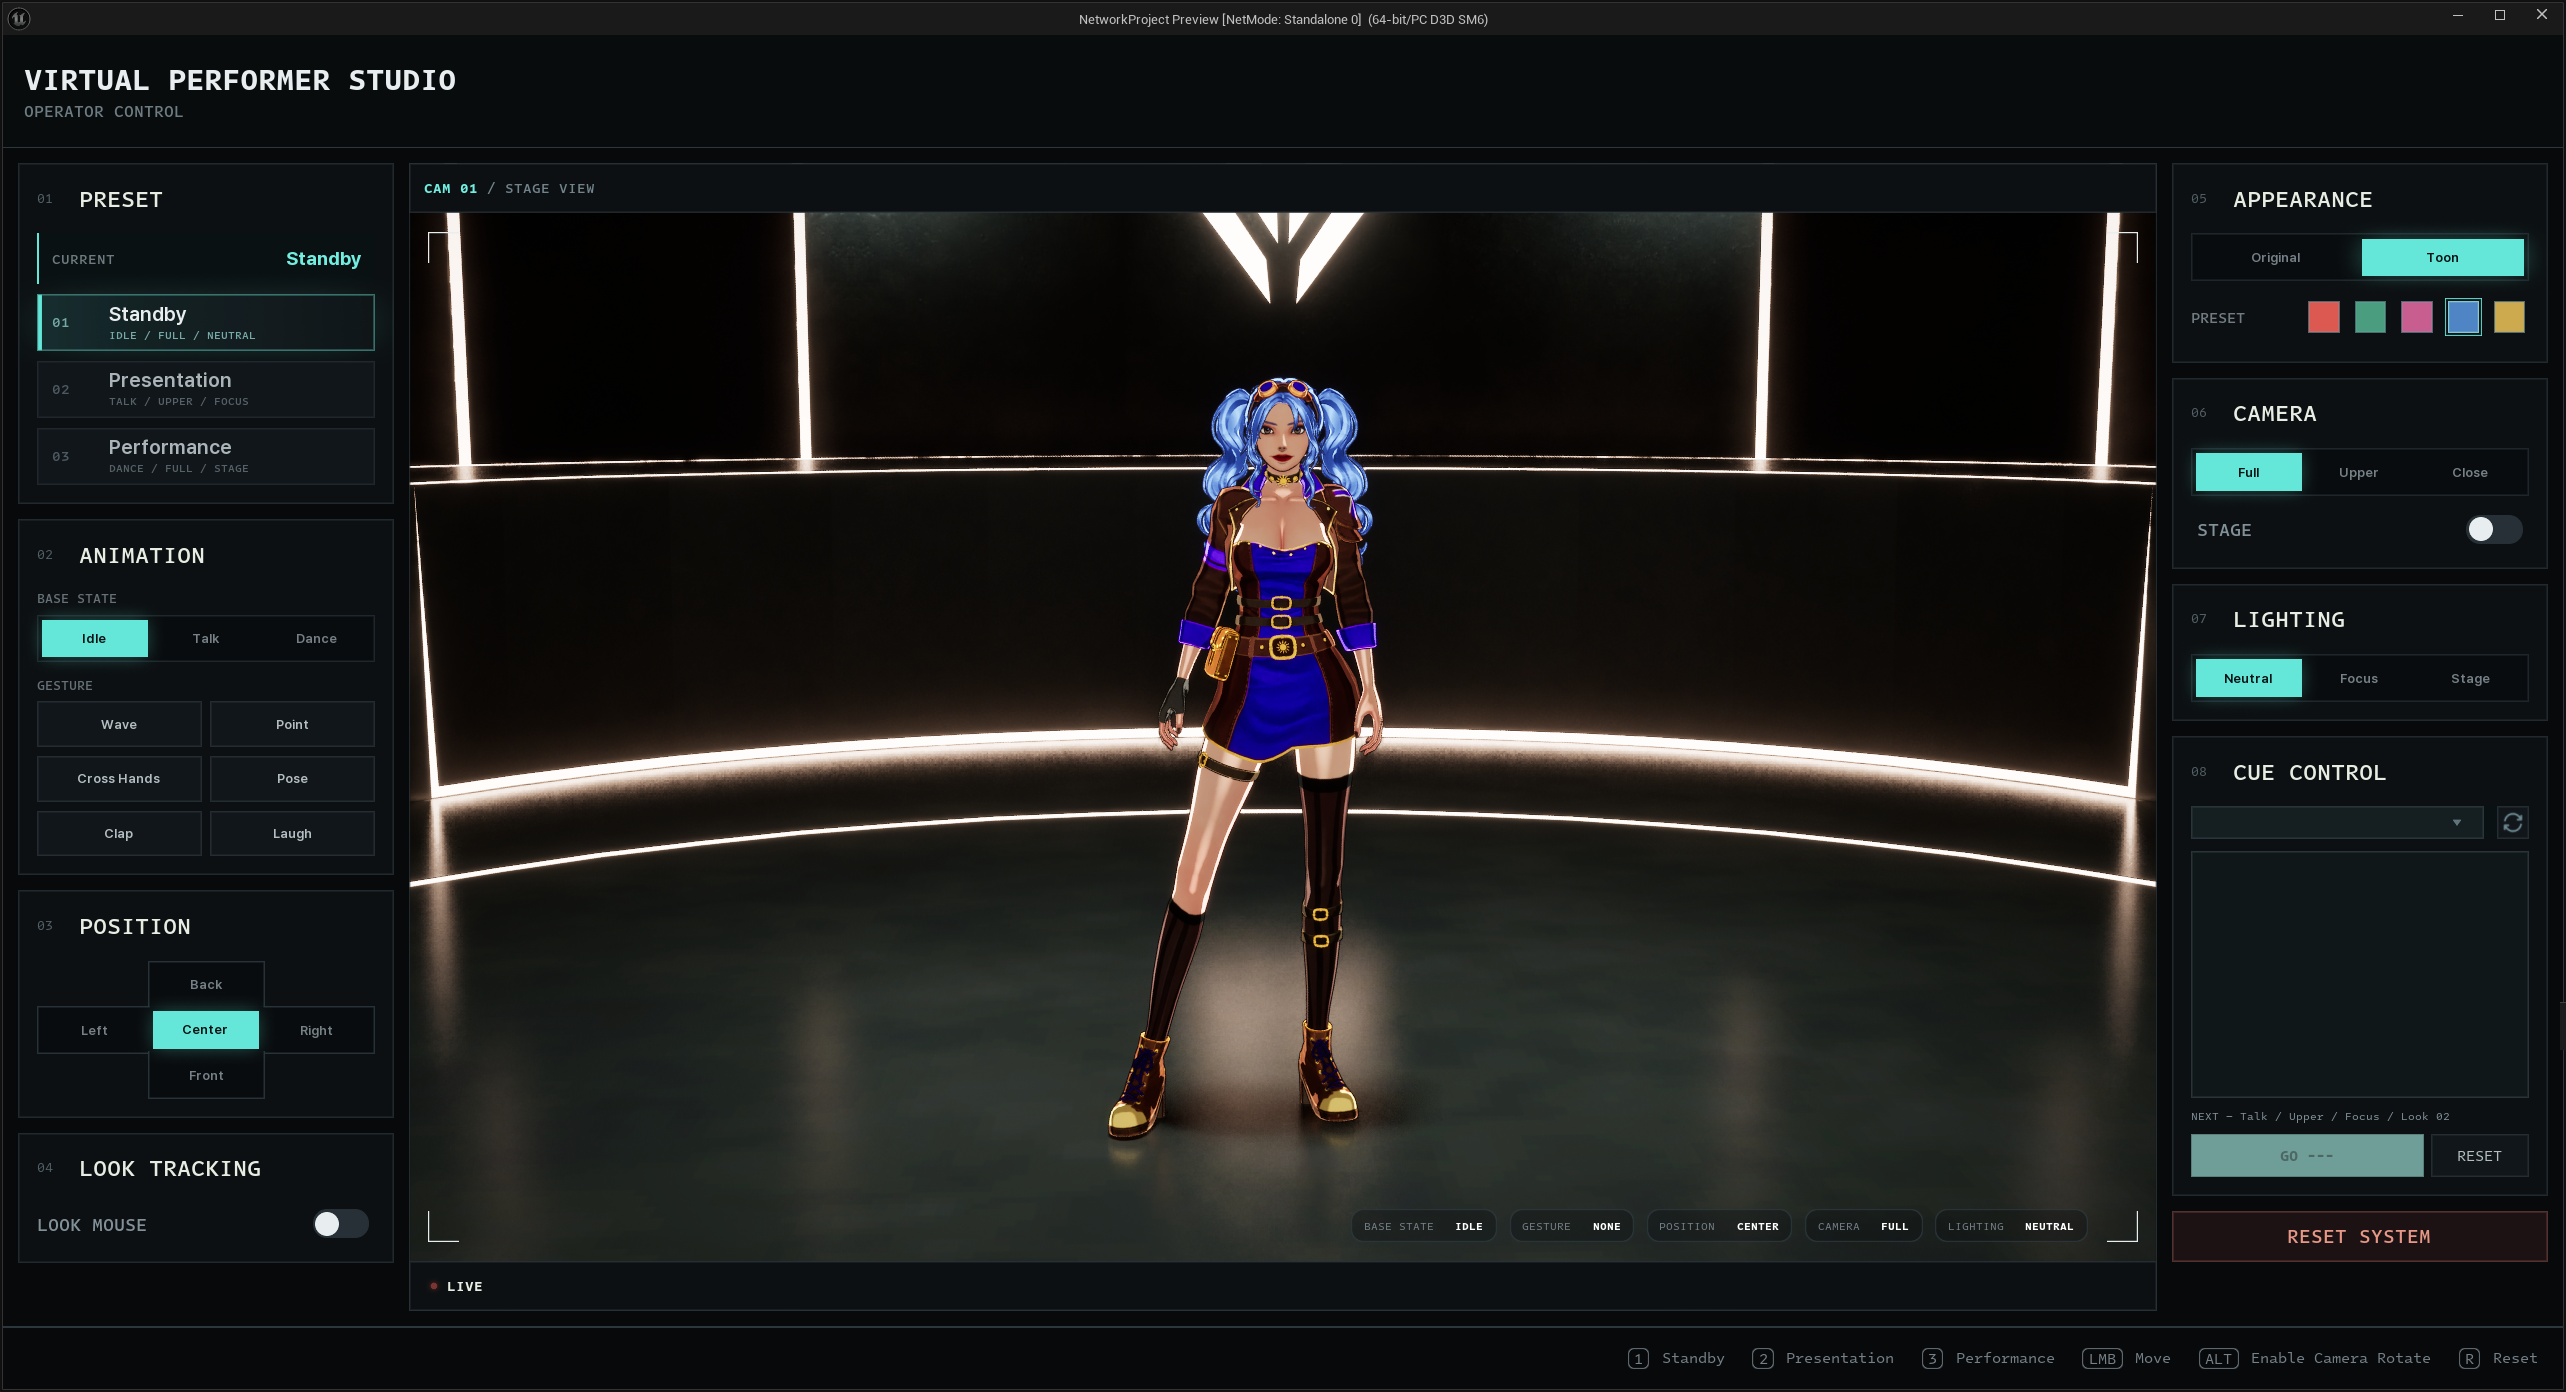 NetworkProject Preview [NetMode: Standalone 0] (64-bit/PC D3D SM6)
VIRTUAL PERFORMER STUDIO
OPERATOR CONTROL
01 PRESET
CURRENT Standby
01 Standby
IDLE / FULL / NEUTRAL
02 Presentation
TALK / UPPER / FOCUS
03 Performance
DANCE / FULL / STAGE
02 ANIMATION
BASE STATE
Idle Talk Dance
GESTURE
Wave Point
Cross Hands Pose
Clap Laugh
03 POSITION
Back
Left Center Right
Front
04 LOOK TRACKING
LOOK MOUSE
CAM 01 / STAGE VIEW
BASE STATE IDLE GESTURE NONE POSITION CENTER CAMERA FULL LIGHTING NEUTRAL
LIVE
05 APPEARANCE
Original Toon
PRESET
06 CAMERA
Full Upper Close
STAGE
07 LIGHTING
Neutral Focus Stage
08 CUE CONTROL
NEXT - Talk / Upper / Focus / Look 02
GO --- RESET
RESET SYSTEM
1 Standby 2 Presentation 3 Performance LMB Move ALT Enable Camera Rotate R Reset